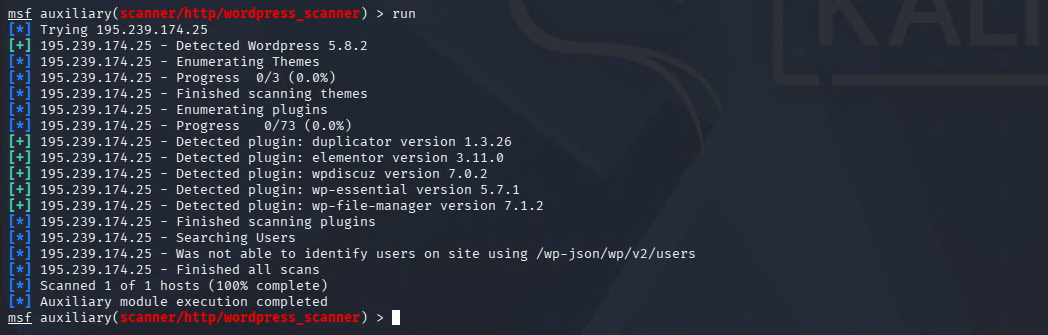 msf auxiliary(scanner/http/wordpress_scanner) > run
[*] Trying 195.239.174.25
[+] 195.239.174.25 - Detected Wordpress 5.8.2
[*] 195.239.174.25 - Enumerating Themes
[*] 195.239.174.25 - Progress  0/3 (0.0%)
[*] 195.239.174.25 - Finished scanning themes
[*] 195.239.174.25 - Enumerating plugins
[*] 195.239.174.25 - Progress   0/73 (0.0%)
[+] 195.239.174.25 - Detected plugin: duplicator version 1.3.26
[+] 195.239.174.25 - Detected plugin: elementor version 3.11.0
[+] 195.239.174.25 - Detected plugin: wpdiscuz version 7.0.2
[+] 195.239.174.25 - Detected plugin: wp-essential version 5.7.1
[+] 195.239.174.25 - Detected plugin: wp-file-manager version 7.1.2
[*] 195.239.174.25 - Finished scanning plugins
[*] 195.239.174.25 - Searching Users
[*] 195.239.174.25 - Was not able to identify users on site using /wp-json/wp/v2/users
[*] 195.239.174.25 - Finished all scans
[*] Scanned 1 of 1 hosts (100% complete)
[*] Auxiliary module execution completed
msf auxiliary(scanner/http/wordpress_scanner) >
KALI